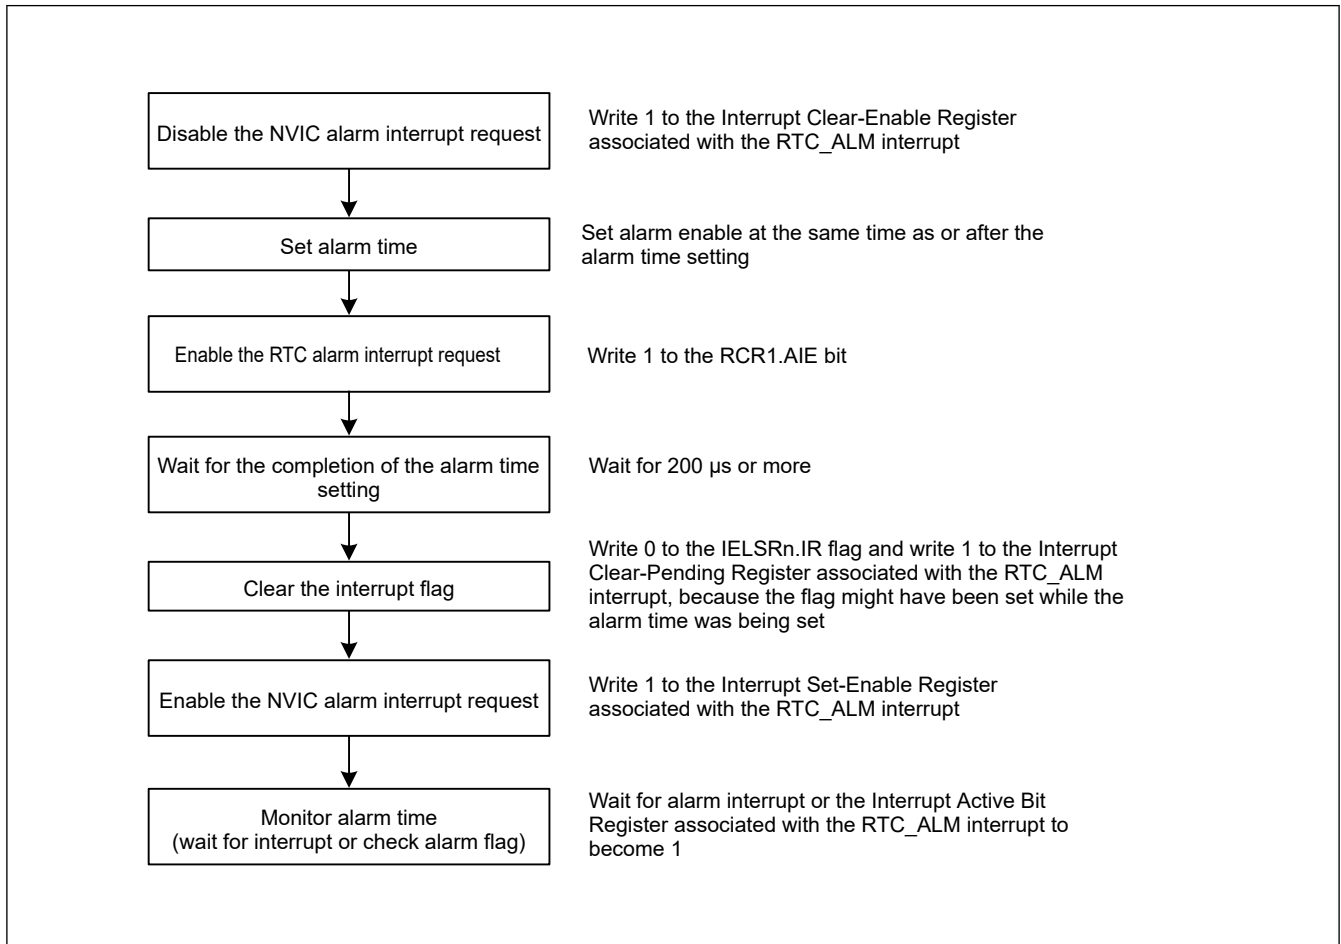 Disable the NVIC alarm interrupt request
Write 1 to the Interrupt Clear-Enable Register
associated with the RTC_ALM interrupt
Set alarm time
Set alarm enable at the same time as or after the
alarm time setting
Enable the RTC alarm interrupt request
Write 1 to the RCR1.AIE bit
Wait for the completion of the alarm time
setting
Wait for 200 µs or more
Clear the interrupt flag
Write 0 to the IELSRn.IR flag and write 1 to the Interrupt
Clear-Pending Register associated with the RTC_ALM
interrupt, because the flag might have been set while the
alarm time was being set
Enable the NVIC alarm interrupt request
Write 1 to the Interrupt Set-Enable Register
associated with the RTC_ALM interrupt
Monitor alarm time
(wait for interrupt or check alarm flag)
Wait for alarm interrupt or the Interrupt Active Bit
Register associated with the RTC_ALM interrupt to
become 1